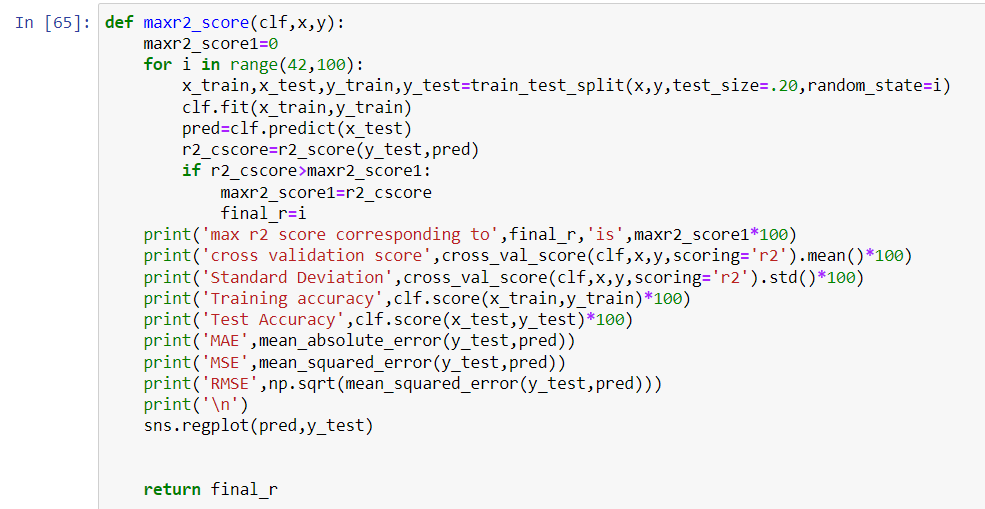 In [65]: def maxr2_score(clf,x,y):
    maxr2_score1=0
    for i in range(42,100):
        x_train,x_test,y_train,y_test=train_test_split(x,y,test_size=.20,random_state=i)
        clf.fit(x_train,y_train)
        pred=clf.predict(x_test)
        r2_cscore=r2_score(y_test,pred)
        if r2_cscore>maxr2_score1:
            maxr2_score1=r2_cscore
            final_r=i
    print('max r2 score corresponding to',final_r,'is',maxr2_score1*100)
    print('cross validation score',cross_val_score(clf,x,y,scoring='r2').mean()*100)
    print('Standard Deviation',cross_val_score(clf,x,y,scoring='r2').std()*100)
    print('Training accuracy',clf.score(x_train,y_train)*100)
    print('Test Accuracy',clf.score(x_test,y_test)*100)
    print('MAE',mean_absolute_error(y_test,pred))
    print('MSE',mean_squared_error(y_test,pred))
    print('RMSE',np.sqrt(mean_squared_error(y_test,pred)))
    print('\n')
    sns.regplot(pred,y_test)
    return final_r